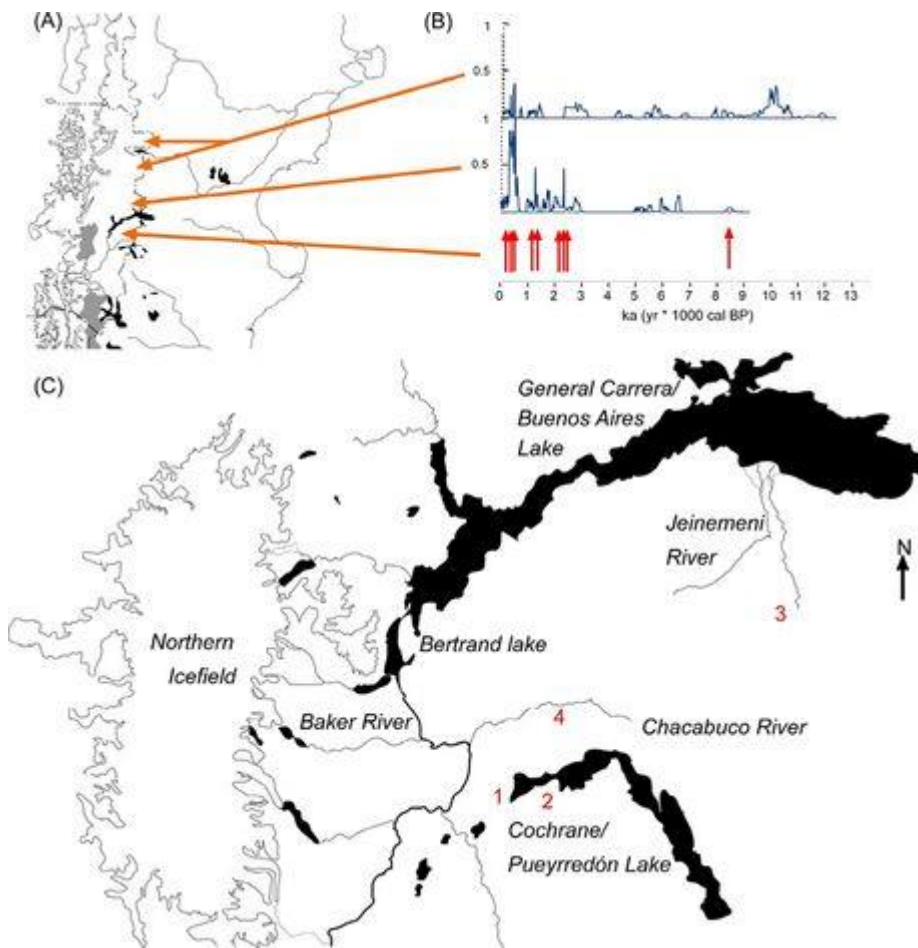 (A)
(B)
1
0.5
1
0.5
0 1 2 3 4 5 6 7 8 9 10 11 12 13
ka (yr * 1000 cal BP)
(C)
General Carrera/
Buenos Aires
Lake
Jeinemeni
River
N
3
Northern
Icefield
Bertrand lake
Baker River
4
Chacabuco River
1
2
Cochrane/
Pueyrredón Lake